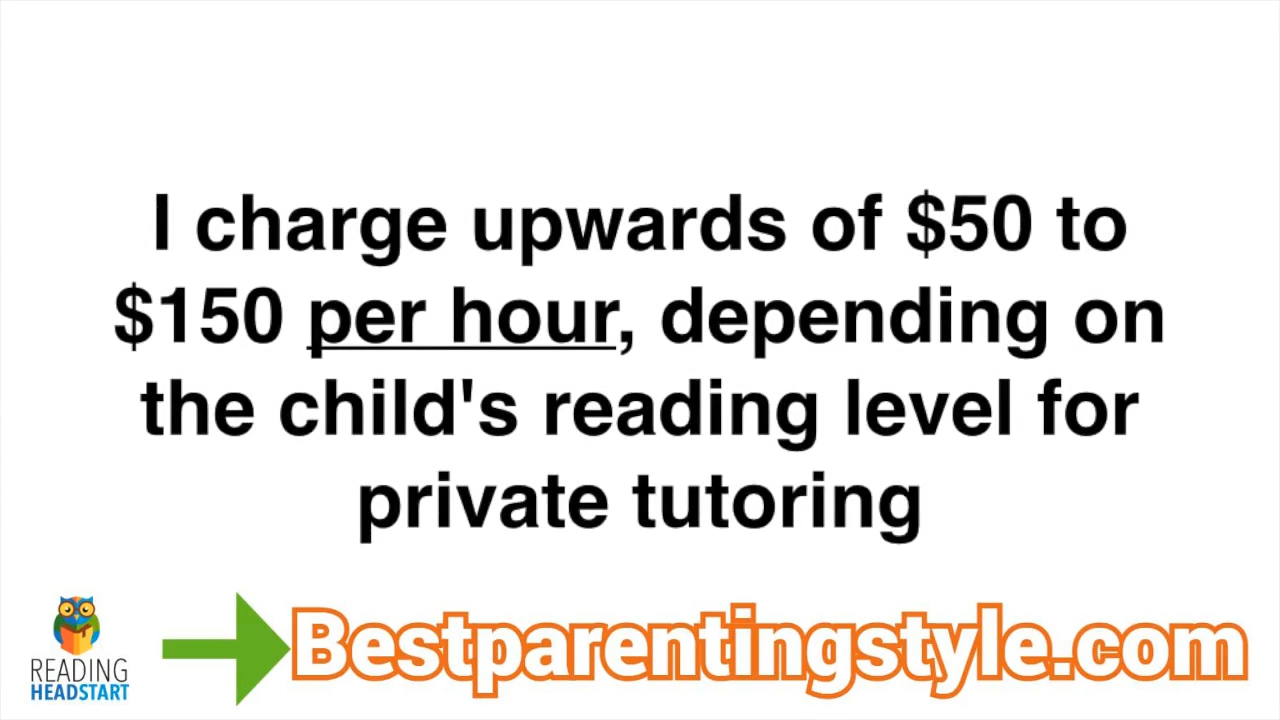 I charge upwards of $50 to
$150 per hour, depending on
the child's reading level for
private tutoring
READING
HEADSTART
Bestparentingstyle.com